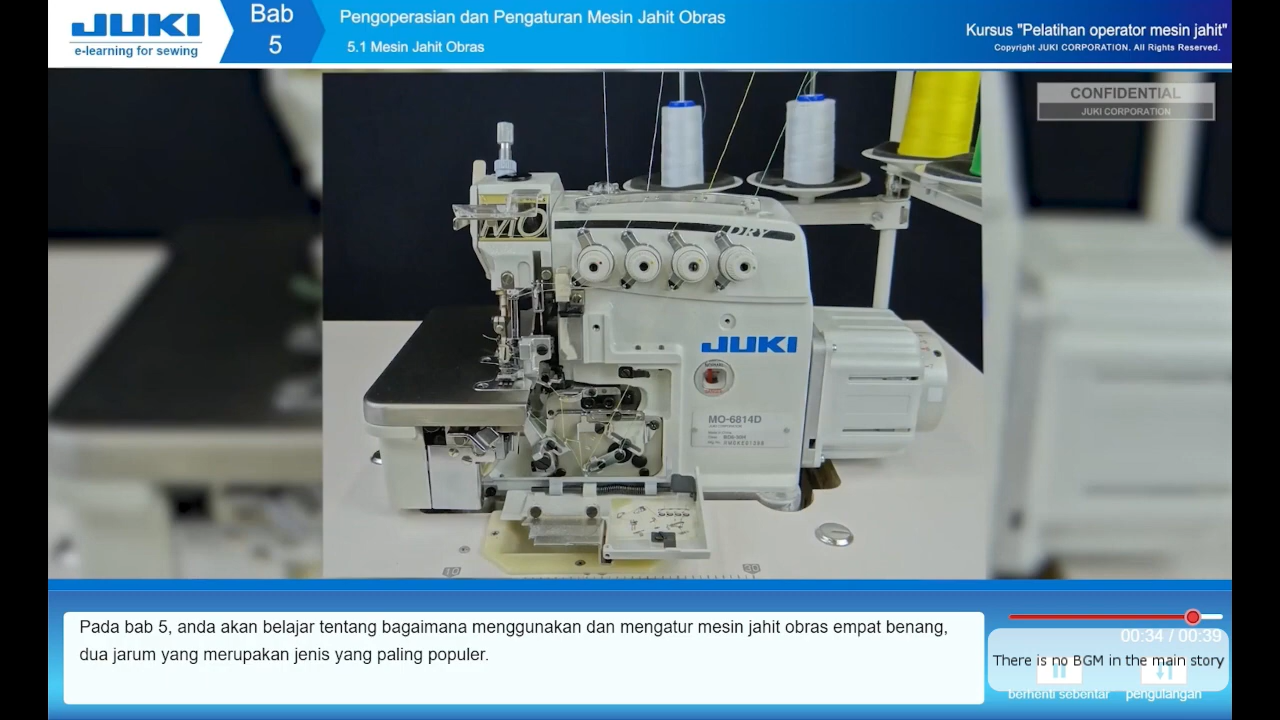 JUKI
e-learning for sewing
Bab
5
Pengoperasian dan Pengaturan Mesin Jahit Obras
5.1 Mesin Jahit Obras
Kursus "Pelatihan operator mesin jahit"
Copyright JUKI CORPORATION. All Rights Reserved.
CONFIDENTIAL
JUKI CORPORATION
MO
DRY
JUKI
MO-6814D
Pada bab 5, anda akan belajar tentang bagaimana menggunakan dan mengatur mesin jahit obras empat benang,
dua jarum yang merupakan jenis yang paling populer.
00:34 / 00:39
There is no BGM in the main story
berhenti sebentar
pengulangan